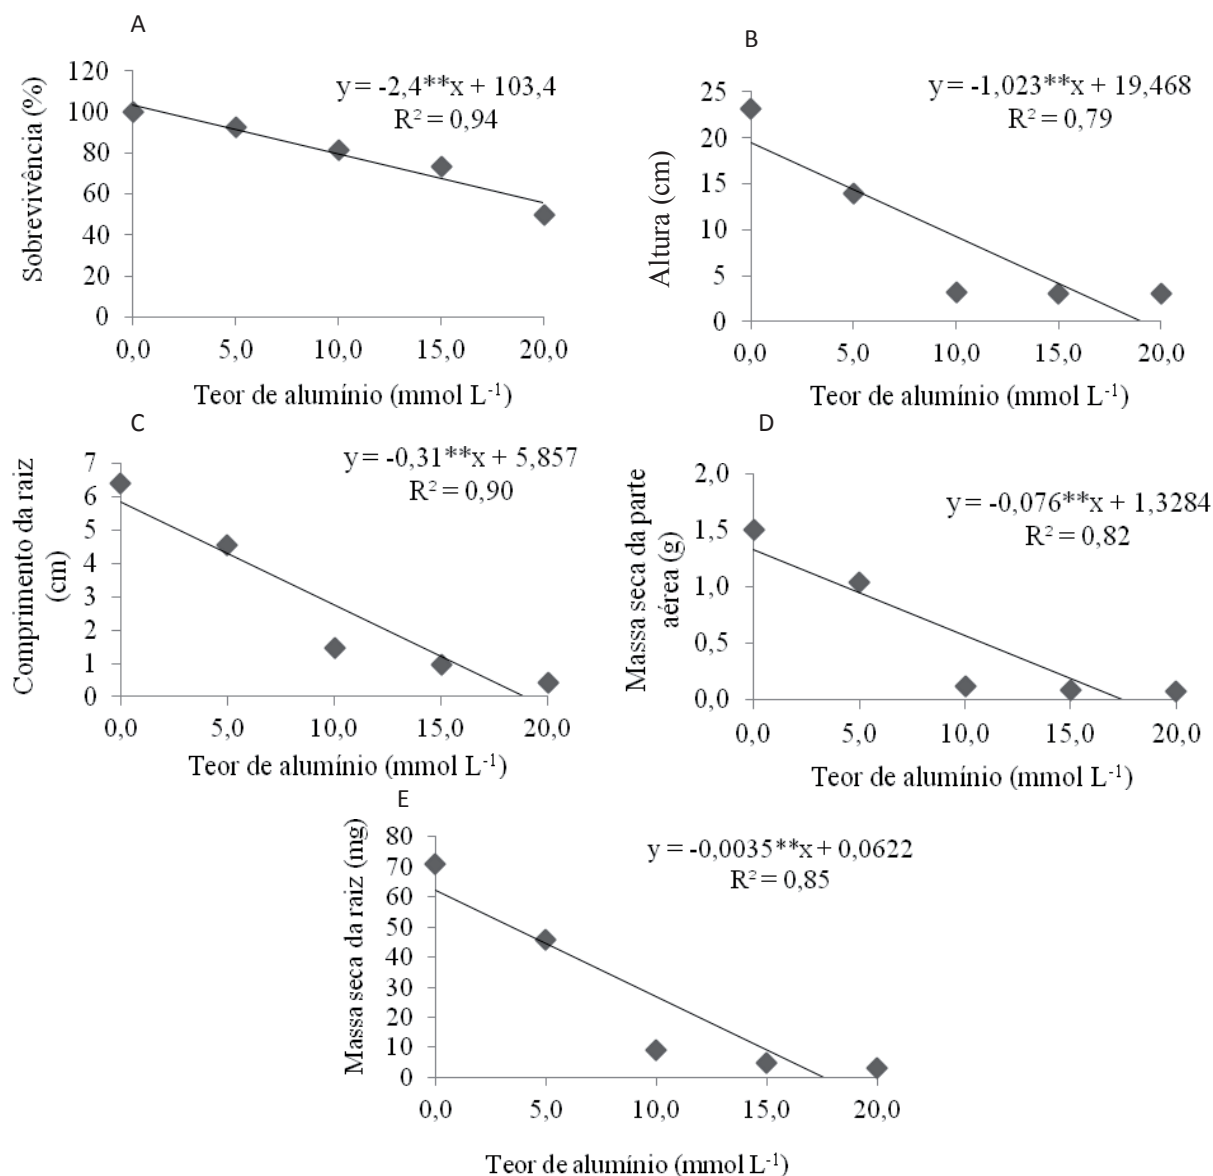 A
y = -2,4**x + 103,4
R² = 0,94
Sobrevivência (%)
120
100
80
60
40
20
0
0,0 5,0 10,0 15,0 20,0
Teor de alumínio (mmol L⁻¹)
B
y = -1,023**x + 19,468
R² = 0,79
Altura (cm)
25
20
15
10
5
0
0,0 5,0 10,0 15,0 20,0
Teor de alumínio (mmol L⁻¹)
C
y = -0,31**x + 5,857
R² = 0,90
Comprimento da raiz
(cm)
7
6
5
4
3
2
1
0
0,0 5,0 10,0 15,0 20,0
Teor de alumínio (mmol L⁻¹)
D
y = -0,076**x + 1,3284
R² = 0,82
Massa seca da parte
aérea (g)
2,0
1,5
1,0
0,5
0,0
0,0 5,0 10,0 15,0 20,0
Teor de alumínio (mmol L⁻¹)
E
y = -0,0035**x + 0,0622
R² = 0,85
Massa seca da raiz (mg)
80
70
60
50
40
30
20
10
0
0,0 5,0 10,0 15,0 20,0
Teor de alumínio (mmol L⁻¹)